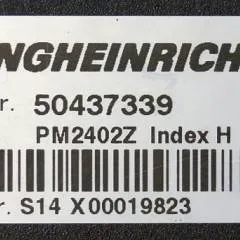 NGHEINRICH
r. 50437339
PM2402Z Index H
r. S14 X00019823